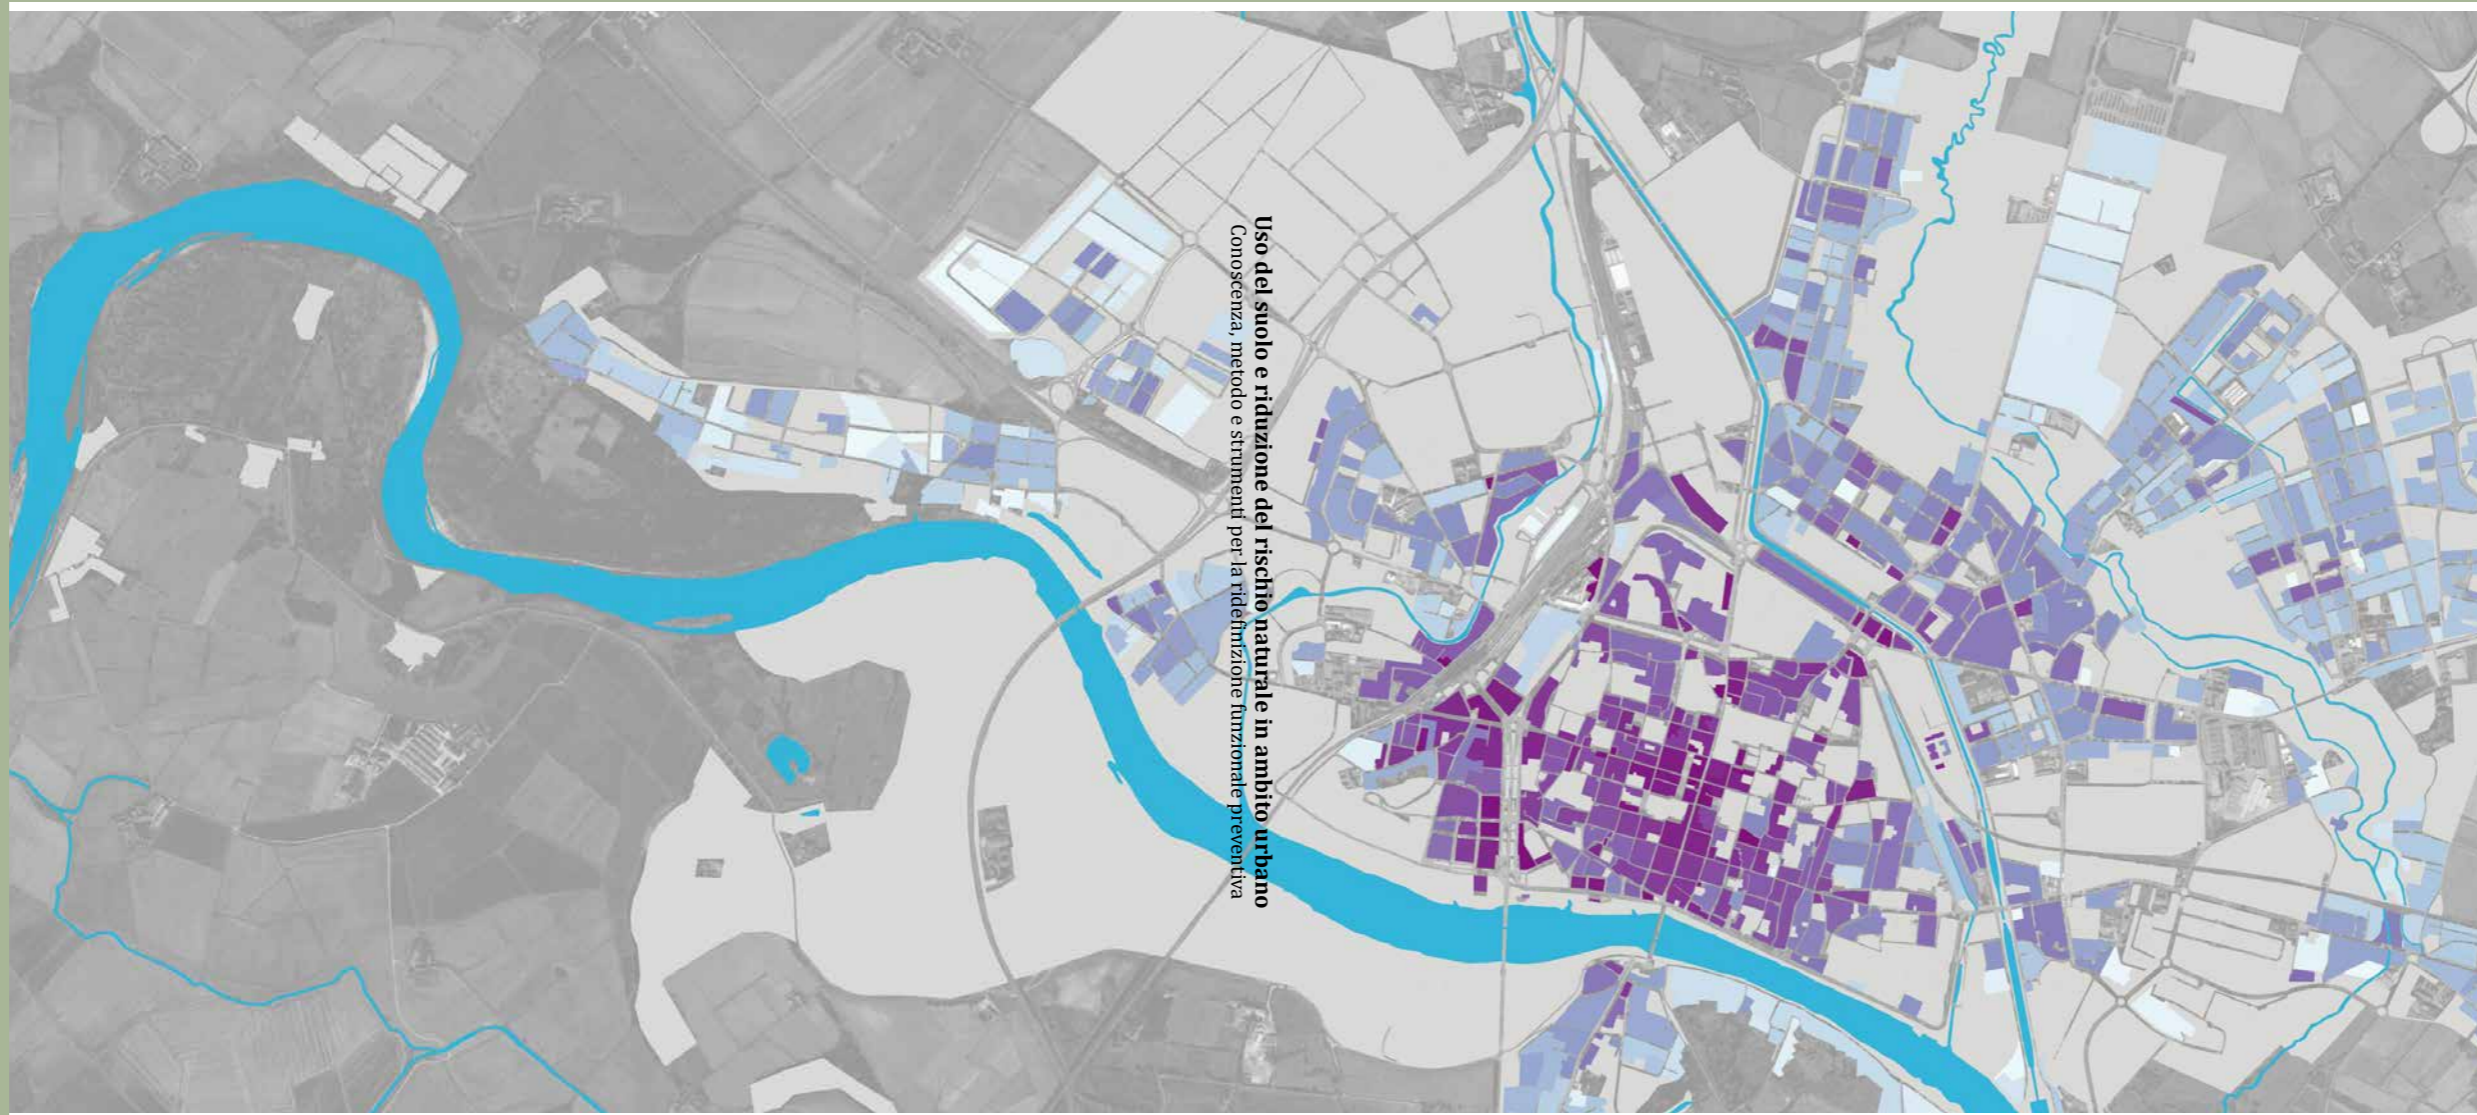 Uso del suolo e riduzione del rischio naturale in ambito urbano
Conoscenza, metodo e strumenti per la ridefinizione funzionale preventiva